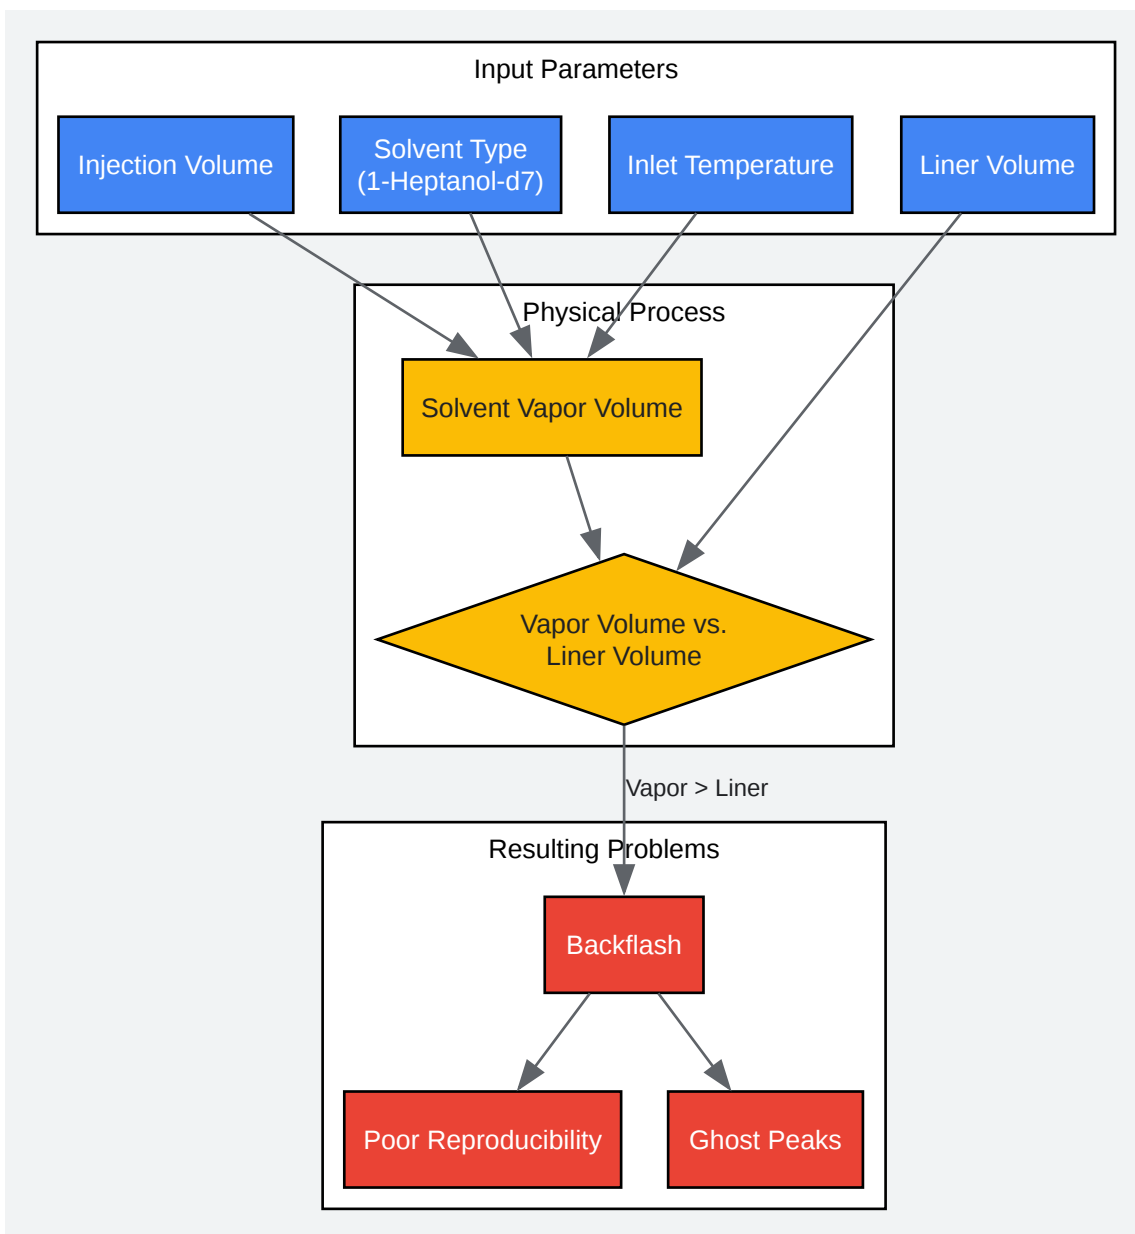 Input Parameters
Injection Volume
Solvent Type
(1-Heptanol-d7)
Inlet Temperature
Liner Volume
Physical Process
Solvent Vapor Volume
Vapor Volume vs.
Liner Volume
Vapor > Liner
Resulting Problems
Backflash
Poor Reproducibility
Ghost Peaks